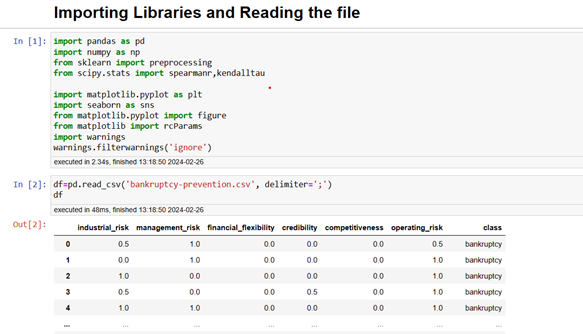 Importing Libraries and Reading the file
In [1]: import pandas as pd
import numpy as np
from sklearn import preprocessing
from scipy.stats import spearmanr,kendalltau
import matplotlib.pyplot as plt
import seaborn as sns
from matplotlib.pyplot import figure
from matplotlib import rcParams
import warnings
warnings.filterwarnings('ignore')
executed in 2.34s, finished 13:18:50 2024-02-26
In [2]: df=pd.read_csv('bankruptcy-prevention.csv', delimiter=';')
df
executed in 48ms, finished 13:18:50 2024-02-26
Out[2]:
industrial_risk management_risk financial_flexibility credibility competitiveness operating_risk class
0 0.5 1.0 0.0 0.0 0.0 0.5 bankruptcy
1 0.0 1.0 0.0 0.0 0.0 1.0 bankruptcy
2 1.0 0.0 0.0 0.0 0.0 1.0 bankruptcy
3 0.5 0.0 0.0 0.5 0.0 1.0 bankruptcy
4 1.0 1.0 0.0 0.0 0.0 1.0 bankruptcy
... ... ... ... ... ... ... ...